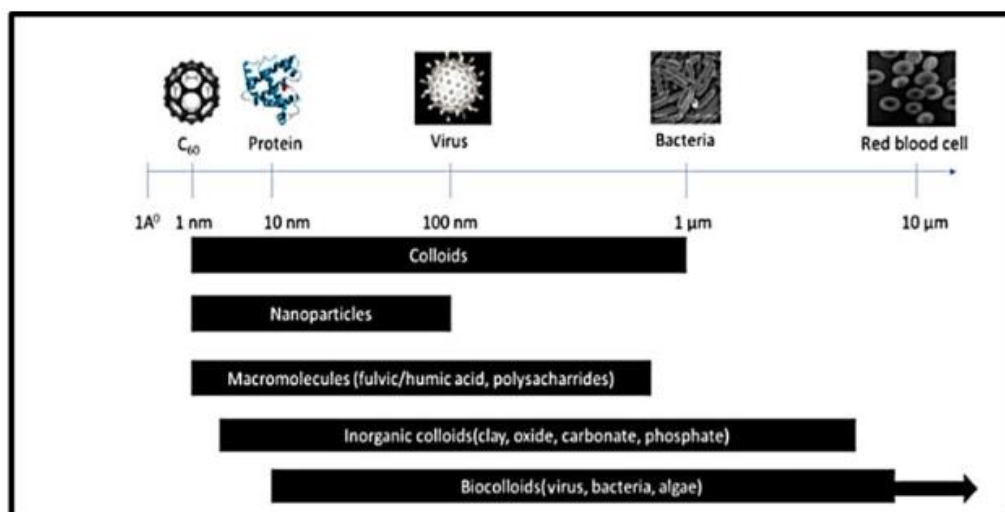 C₆₀ Protein Virus Bacteria Red blood cell
1A⁰ 1 nm 10 nm 100 nm 1 µm 10 µm
Colloids
Nanoparticles
Macromolecules (fulvic/humic acid, polysacharrides)
Inorganic colloids(clay, oxide, carbonate, phosphate)
Biocolloids(virus, bacteria, algae)